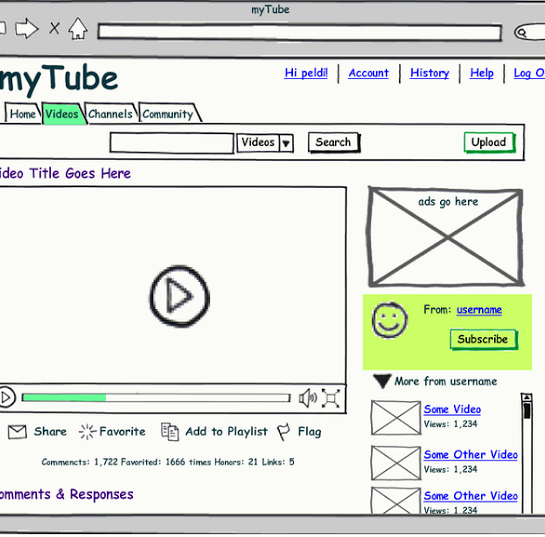 myTube
myTube
Hi peldi! Account History Help Log O
Home Videos Channels Community
Videos Search Upload
ideo Title Goes Here
ads go here
From: username
Subscribe
More from username
Some Video
Views: 1,234
Some Other Video
Views: 1,234
Some Other Video
Views: 1,234
Share Favorite Add to Playlist Flag
Commencts: 1,722 Favorited: 1666 times Honors: 21 Links: 5
omments & Responses